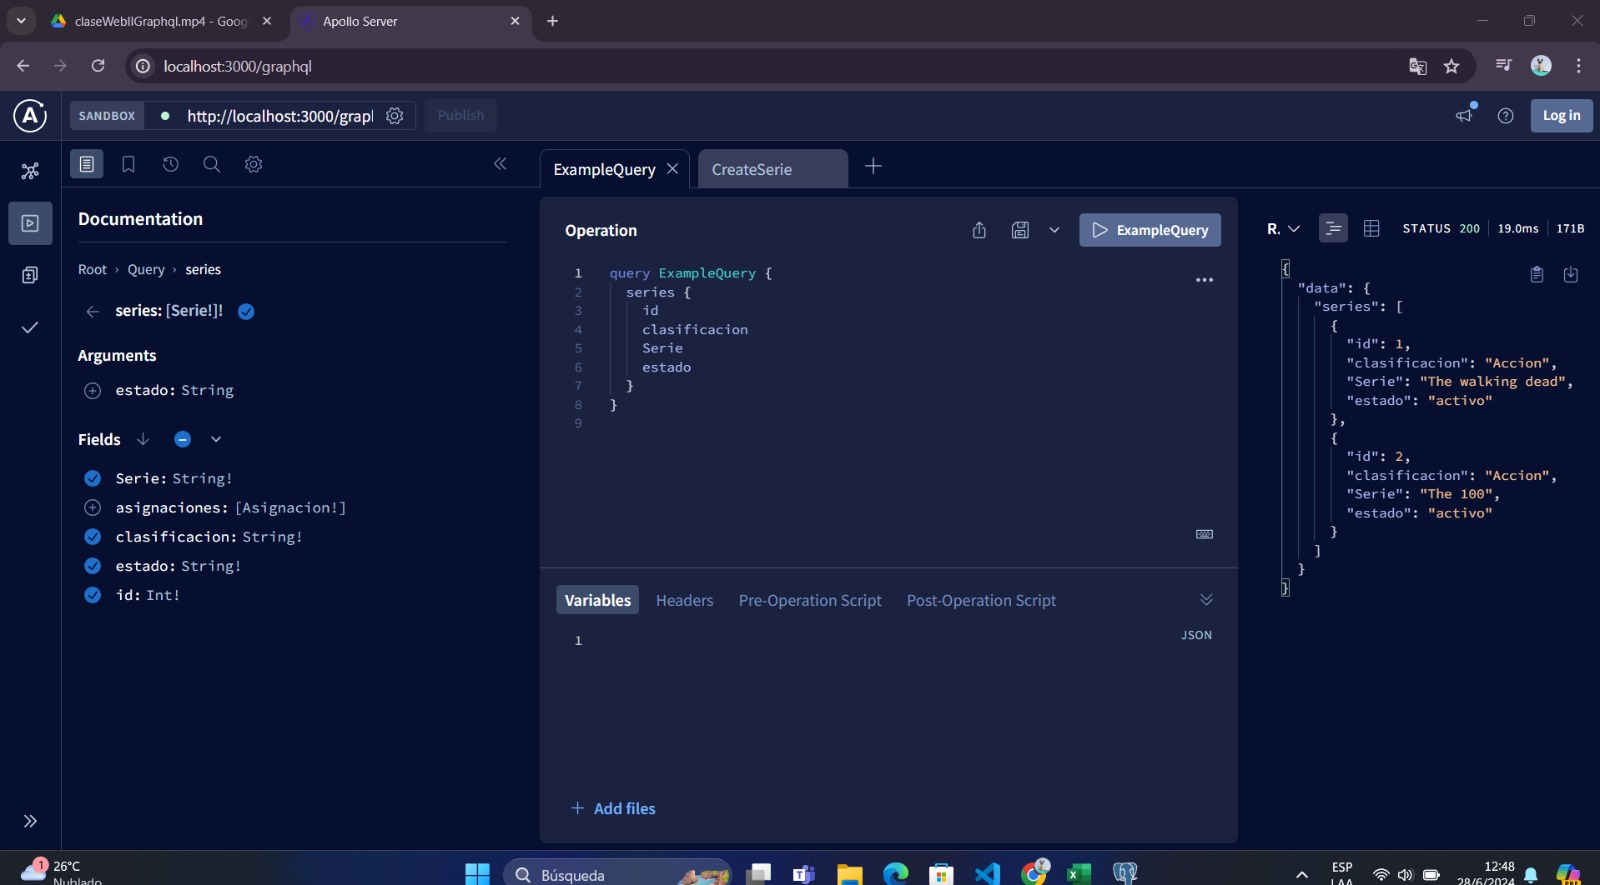 claseWebIIGraphql.mp4 - Goog
Apollo Server
localhost:3000/graphql
SANDBOX
http://localhost:3000/grapl
Publish
Log in
ExampleQuery
CreateSerie
Documentation
Root › Query › series
series: [Serie!]!
Arguments
estado: String
Fields
Serie: String!
asignaciones: [Asignacion!]
clasificacion: String!
estado: String!
id: Int!
Operation
ExampleQuery
1 query ExampleQuery {
2 series {
3 id
4 clasificacion
5 Serie
6 estado
7 }
8 }
9
Variables
Headers
Pre-Operation Script
Post-Operation Script
1
JSON
Add files
R.
STATUS 200
19.0ms
171B
{
"data": {
"series": [
{
"id": 1,
"clasificacion": "Accion",
"Serie": "The walking dead",
"estado": "activo"
},
{
"id": 2,
"clasificacion": "Accion",
"Serie": "The 100",
"estado": "activo"
}
]
}
}
1
26°C
Nublado
Búsqueda
ESP
LAA
12:48
28/6/2024